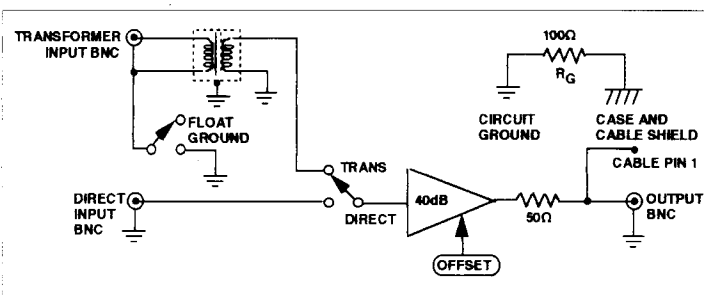 TRANSFORMER
INPUT BNC
FLOAT
GROUND
100Ω
RG
CIRCUIT
GROUND
CASE AND
CABLE SHIELD
CABLE PIN 1
TRANS
DIRECT
INPUT
BNC
DIRECT
40dB
50Ω
OUTPUT
BNC
OFFSET